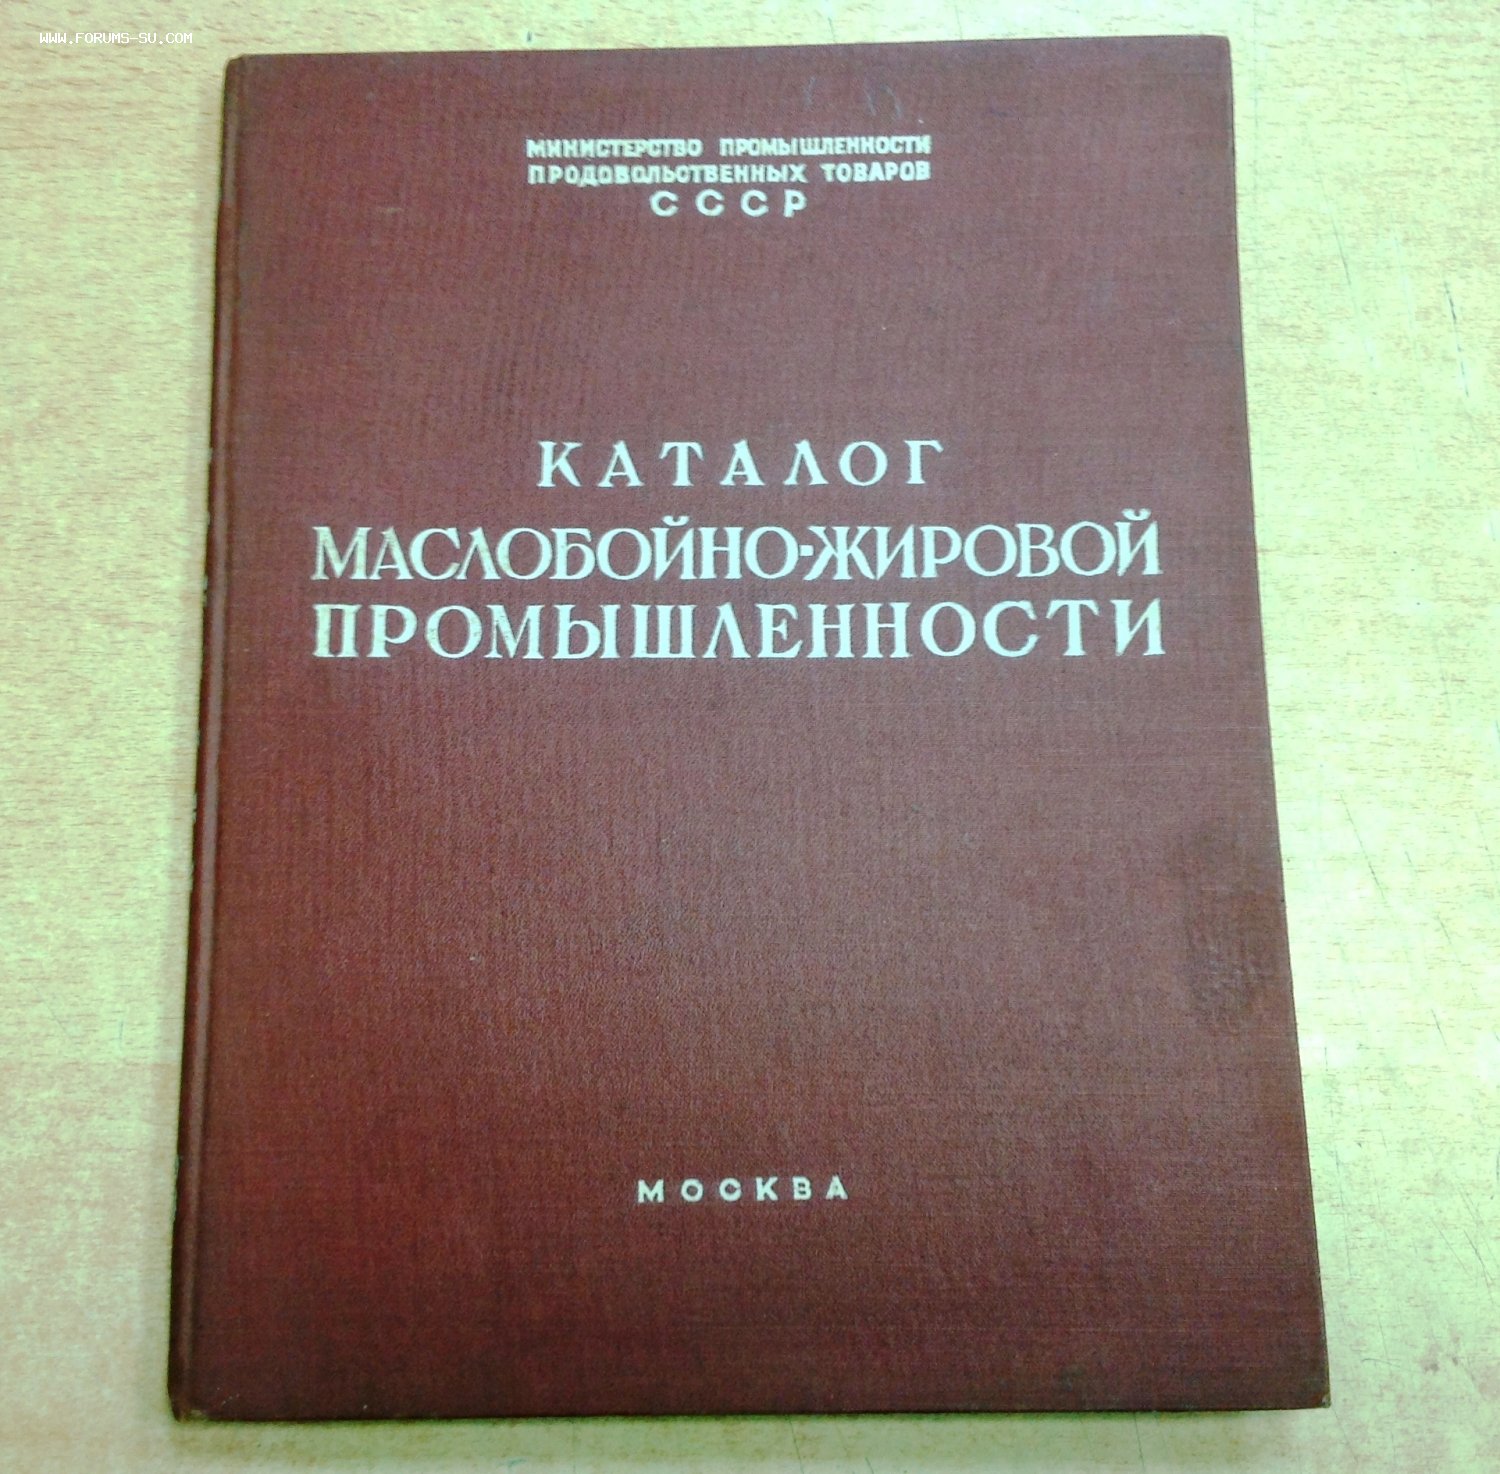 WWW.FORUMS-SU.COM
МИНИСТЕРСТВО ПРОМЫШЛЕННОСТИ
ПРОДОВОЛЬСТВЕННЫХ ТОВАРОВ
СССР
КАТАЛОГ
МАСЛОБОЙНО-ЖИРОВОЙ
ПРОМЫШЛЕННОСТИ
МОСКВА